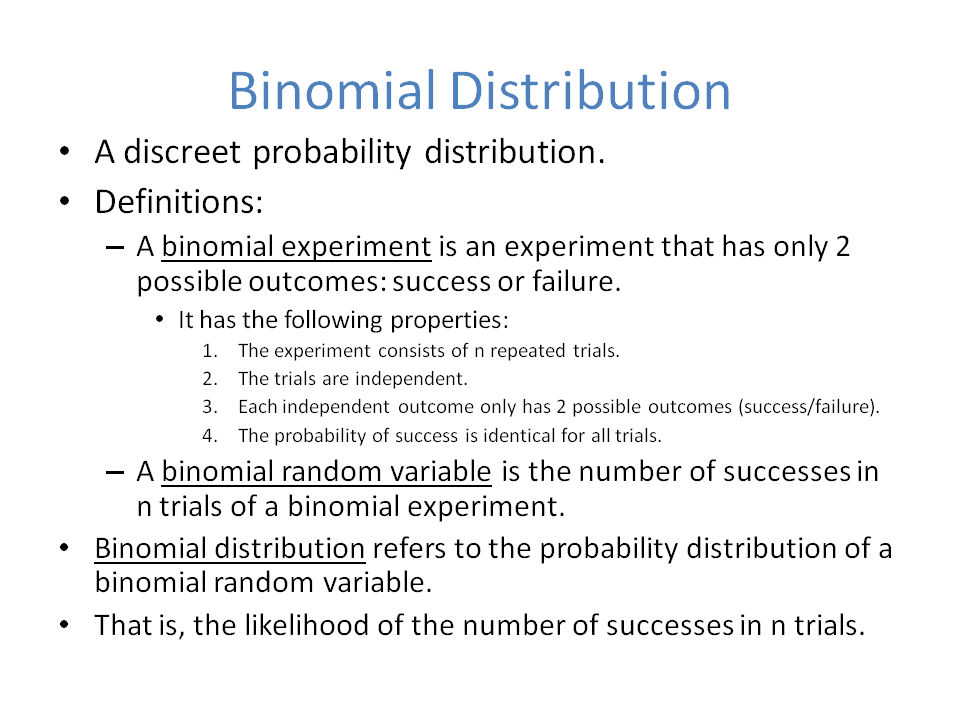 Binomial Distribution
• A discreet probability distribution.
• Definitions:
– A binomial experiment is an experiment that has only 2
possible outcomes: success or failure.
• It has the following properties:
1. The experiment consists of n repeated trials.
2. The trials are independent.
3. Each independent outcome only has 2 possible outcomes (success/failure).
4. The probability of success is identical for all trials.
– A binomial random variable is the number of successes in
n trials of a binomial experiment.
• Binomial distribution refers to the probability distribution of a
binomial random variable.
• That is, the likelihood of the number of successes in n trials.